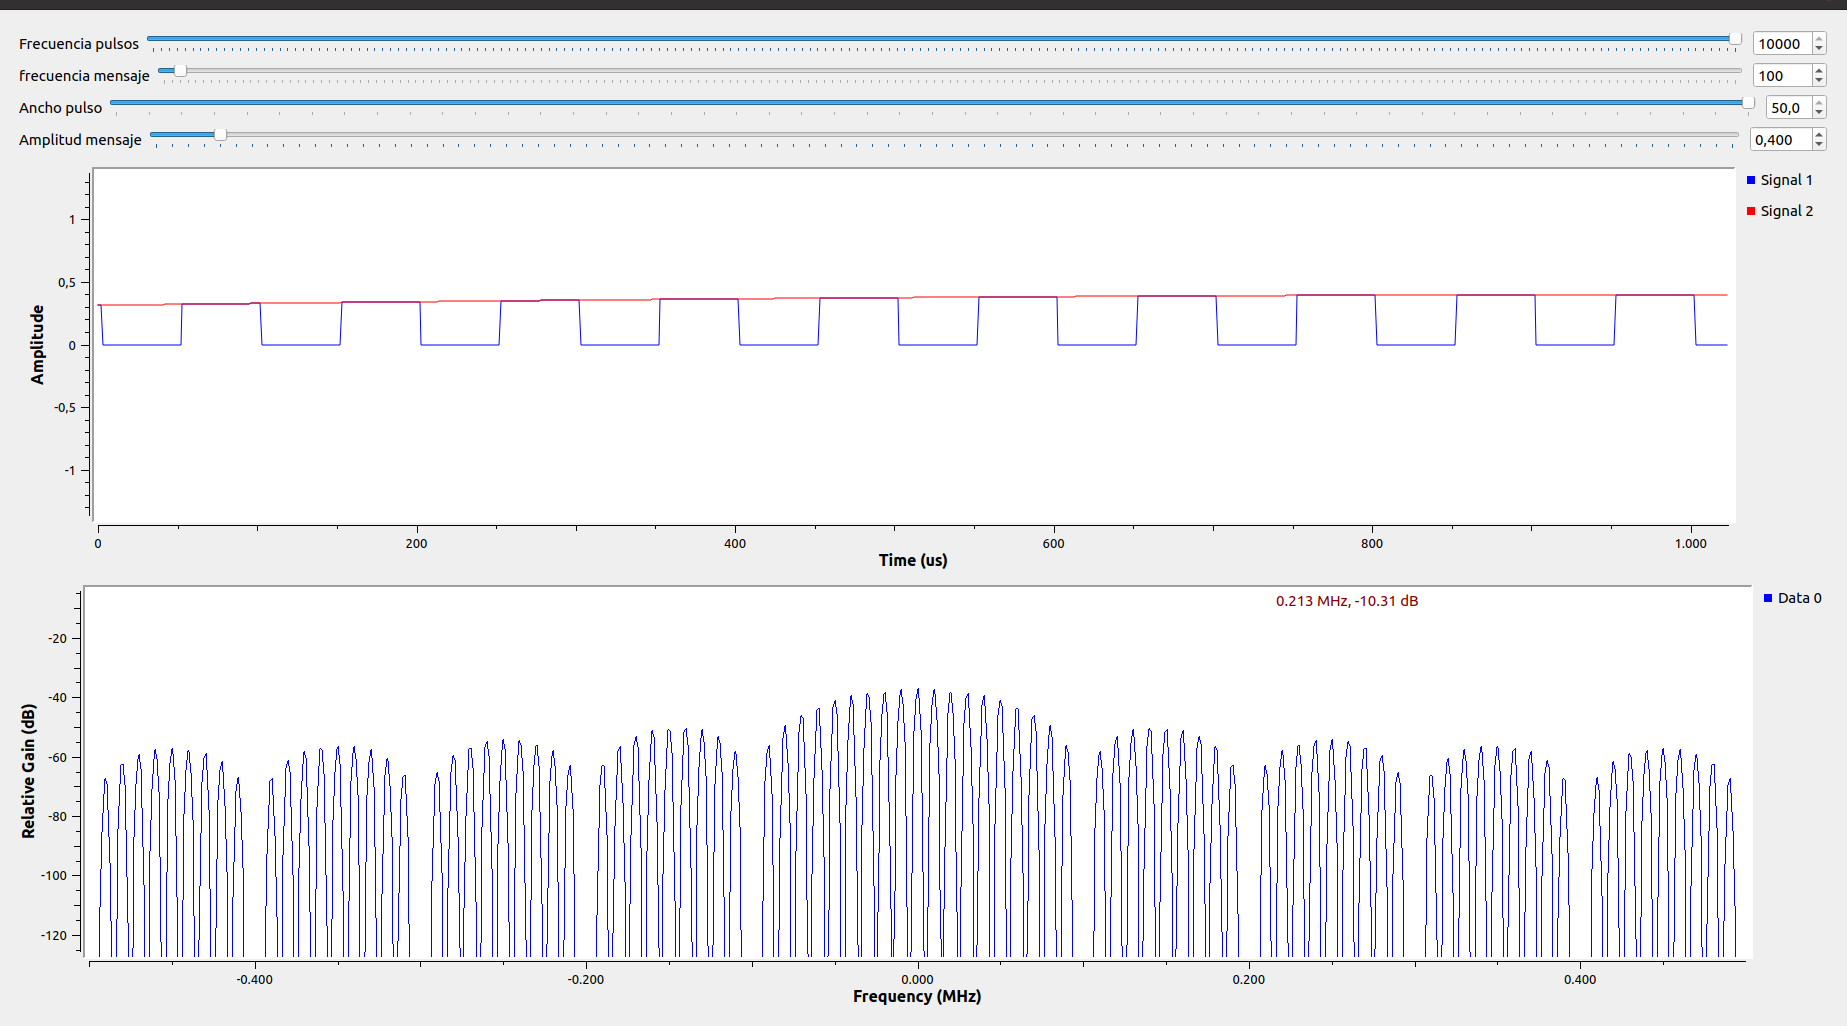 Frecuencia pulsos 10000
frecuencia mensaje 100
Ancho pulso 50,0
Amplitud mensaje 0,400
Signal 1
Signal 2
1
0,5
0
-0,5
-1
Amplitude
0 200 400 600 800 1.000
Time (us)
0.213 MHz, -10.31 dB
Data 0
-20
-40
-60
-80
-100
-120
Relative Gain (dB)
-0.400 -0.200 0.000 0.200 0.400
Frequency (MHz)